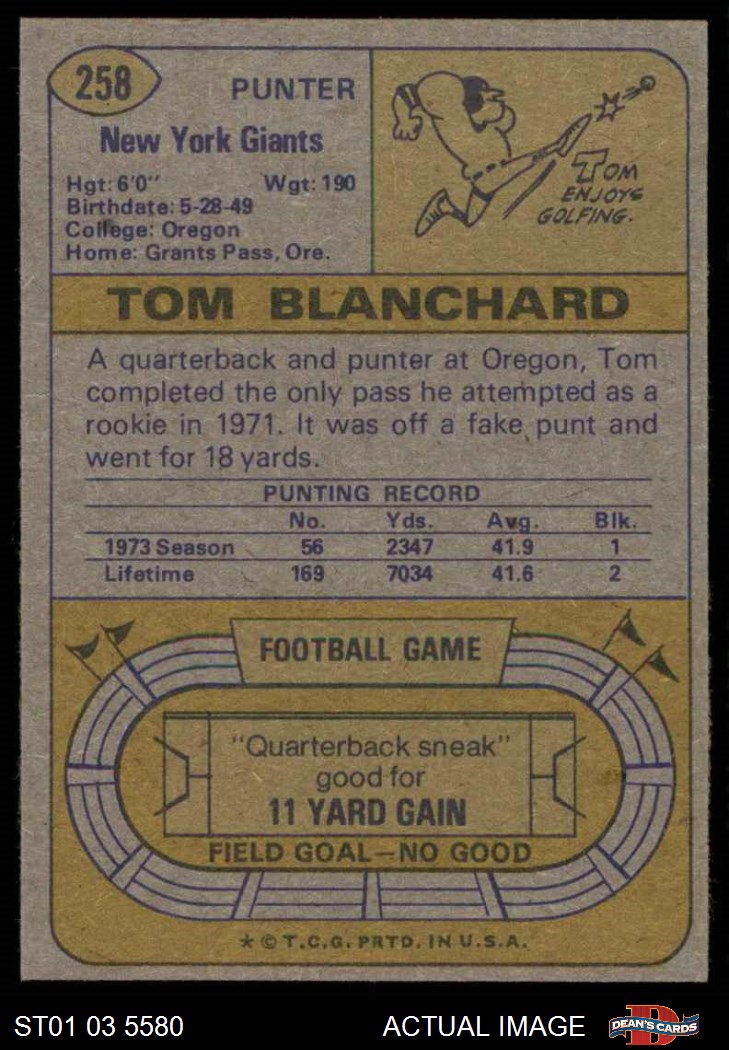 258
PUNTER
New York Giants
Hgt: 6'0" Wgt: 190
Birthdate: 5-28-49
College: Oregon
Home: Grants Pass, Ore.
TOM
ENJOYS
GOLFING.
TOM BLANCHARD
A quarterback and punter at Oregon, Tom
completed the only pass he attempted as a
rookie in 1971. It was off a fake punt and
went for 18 yards.
PUNTING RECORD
No. Yds. Avg. Blk.
1973 Season 56 2347 41.9 1
Lifetime 169 7034 41.6 2
FOOTBALL GAME
"Quarterback sneak"
good for
11 YARD GAIN
FIELD GOAL—NO GOOD
* © T.C.G. PRTD. IN U.S.A.
ST01 03 5580 ACTUAL IMAGE
D
DEAN'S CARDS